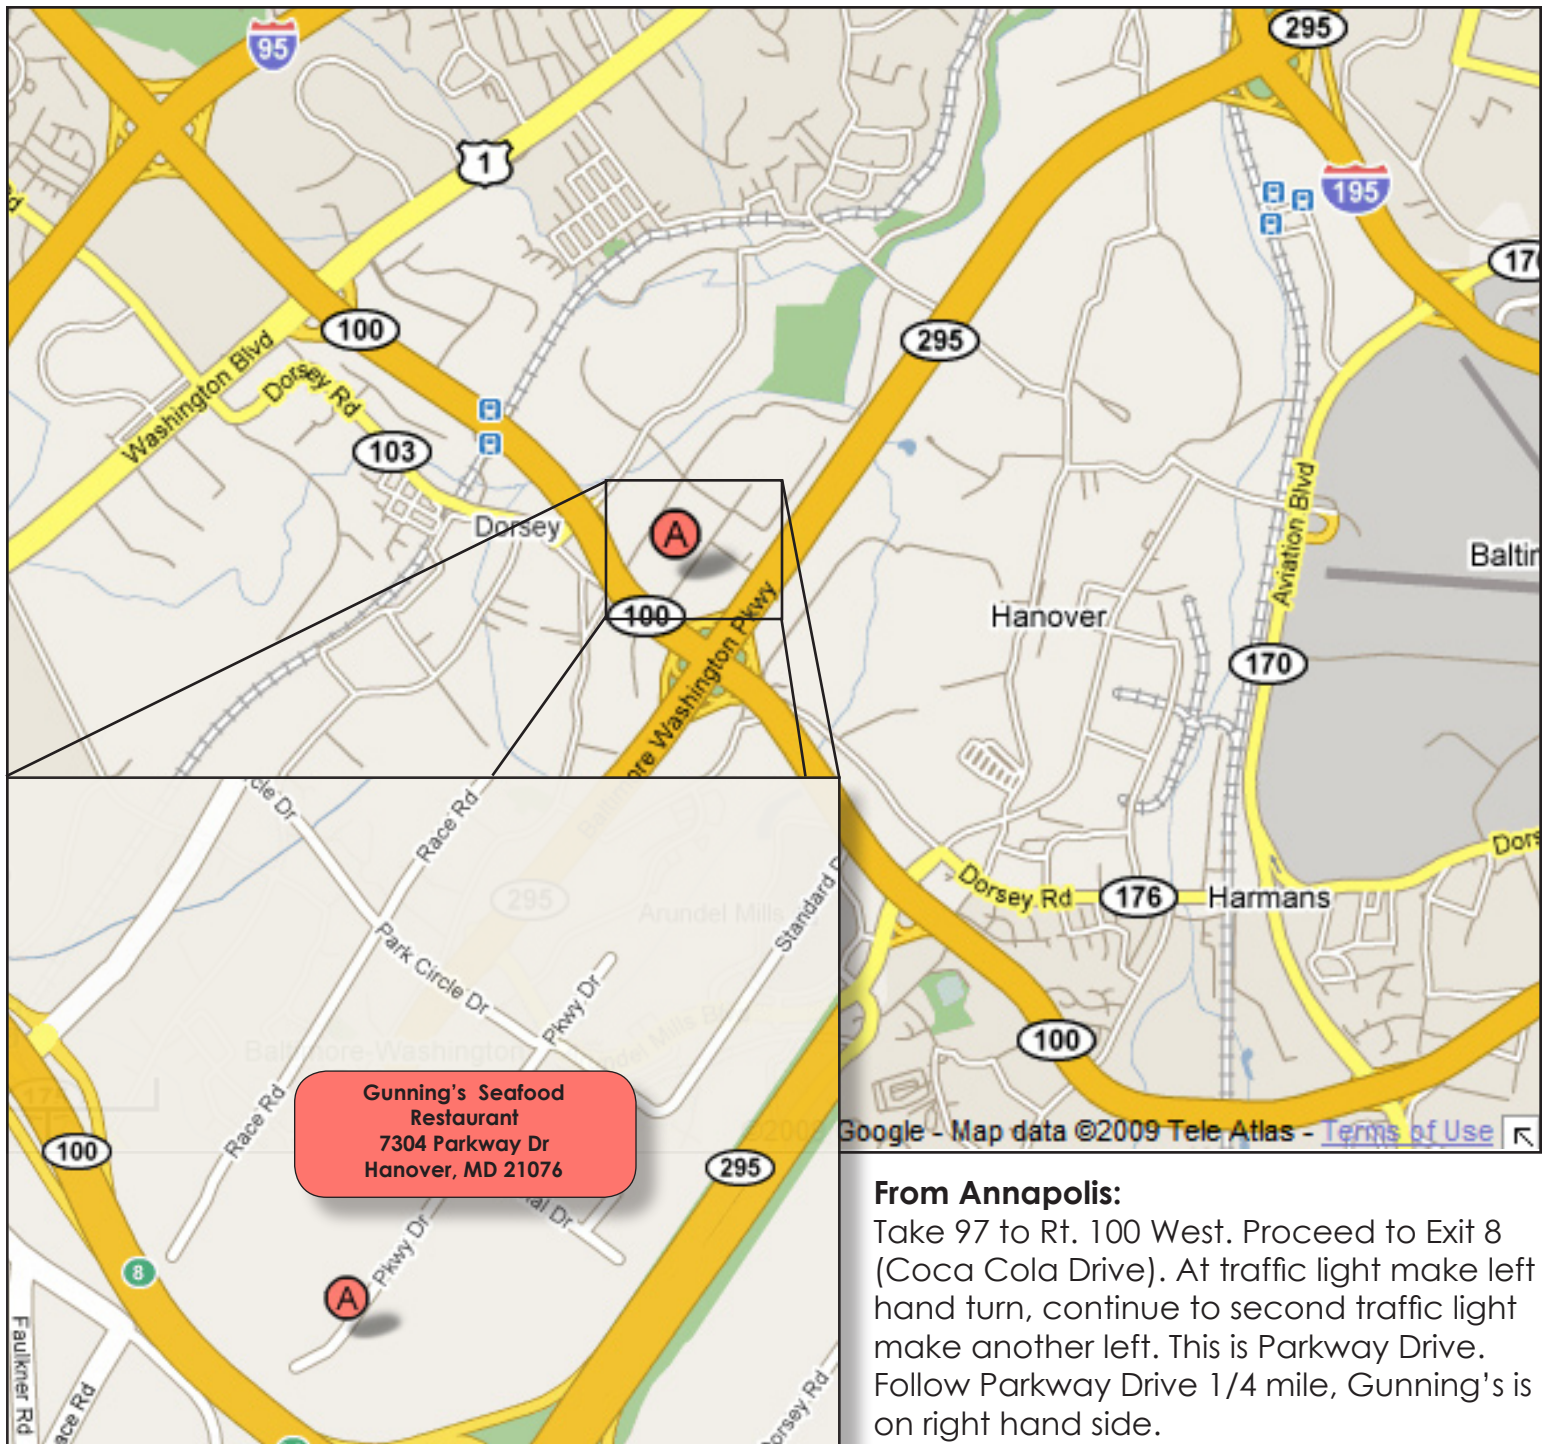 95
295
1
195
170
100
Washington Blvd
Dorsey Rd
295
103
Dorsey
Aviation Blvd
Hanover
100
170
Washington Pkwy
Dorsey Rd
176
Harmans
100
Google - Map data ©2009 Tele Atlas - Terms of Use
Race Rd
Standard
295
Arundel Mills
Park Circle Dr
Pkwy Dr
Baltimore-Washington
A
Gunning's Seafood
Restaurant
7304 Parkway Dr
Hanover, MD 21076
Race Rd
100
295
Pkwy Dr
8
A
Faulkner Rd
Dorsey Rd
From Annapolis:
Take 97 to Rt. 100 West. Proceed to Exit 8
(Coca Cola Drive). At traffic light make left
hand turn, continue to second traffic light
make another left. This is Parkway Drive.
Follow Parkway Drive 1/4 mile, Gunning's is
on right hand side.